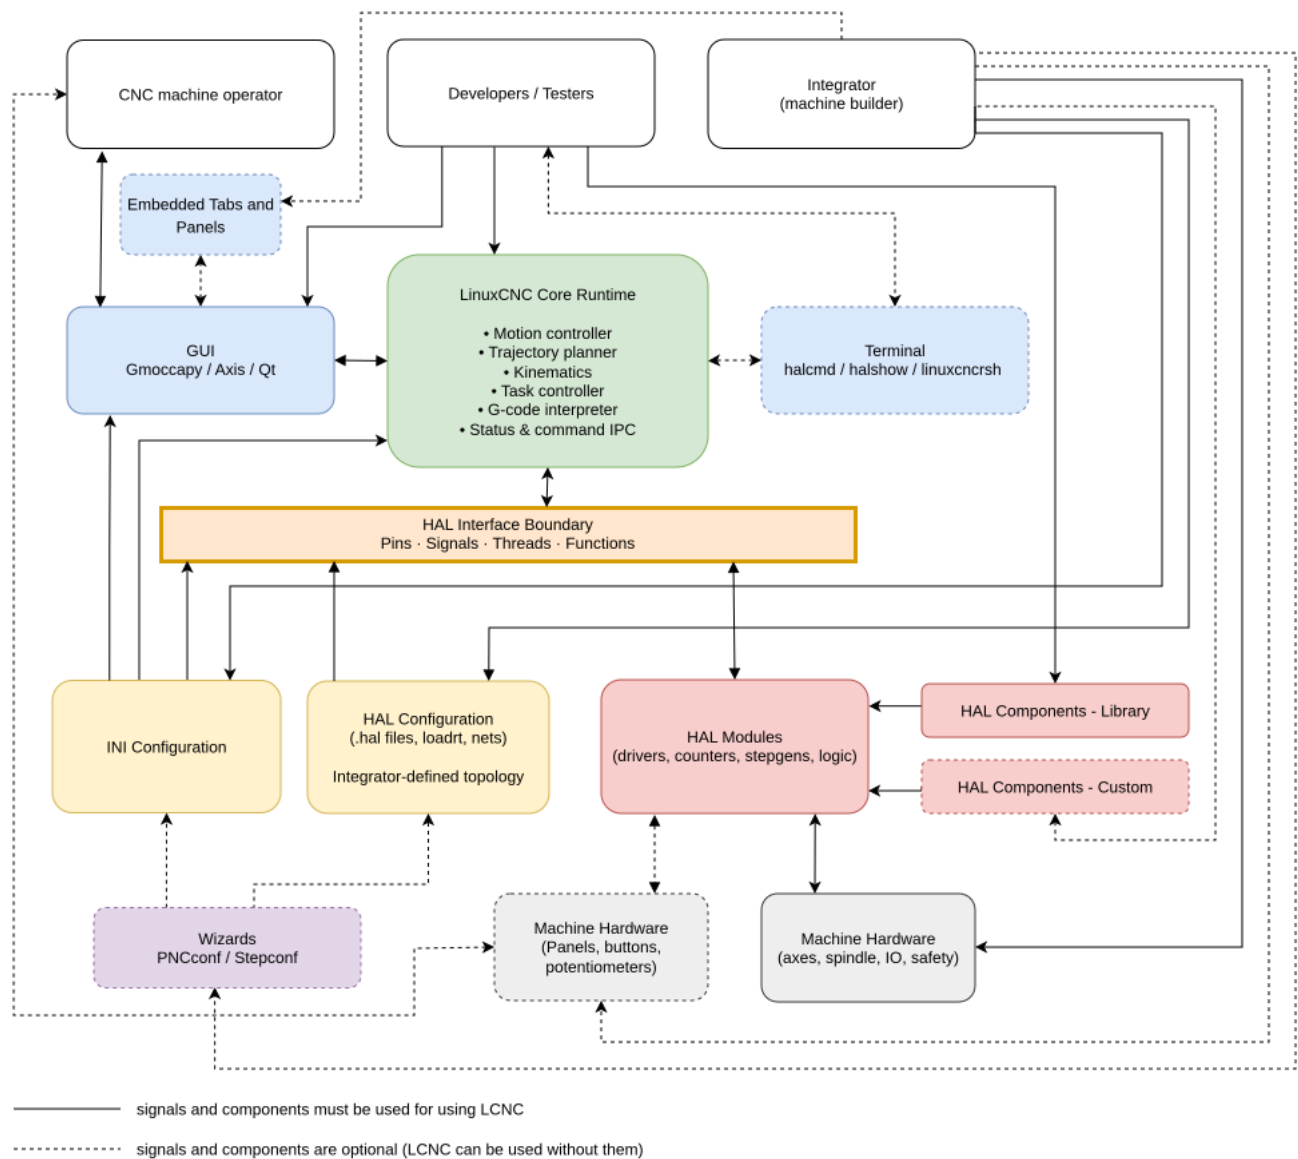 CNC machine operator
Developers / Testers
Integrator
(machine builder)
Embedded Tabs and
Panels
GUI
Gmoccapy / Axis / Qt
LinuxCNC Core Runtime
• Motion controller
• Trajectory planner
• Kinematics
• Task controller
• G-code interpreter
• Status & command IPC
Terminal
halcmd / halshow / linuxcncrsh
HAL Interface Boundary
Pins · Signals · Threads · Functions
INI Configuration
HAL Configuration
(.hal files, loadrt, nets)
Integrator-defined topology
HAL Modules
(drivers, counters, stepgens, logic)
HAL Components - Library
HAL Components - Custom
Wizards
PNCconf / Stepconf
Machine Hardware
(Panels, buttons,
potentiometers)
Machine Hardware
(axes, spindle, IO, safety)
signals and components must be used for using LCNC
signals and components are optional (LCNC can be used without them)